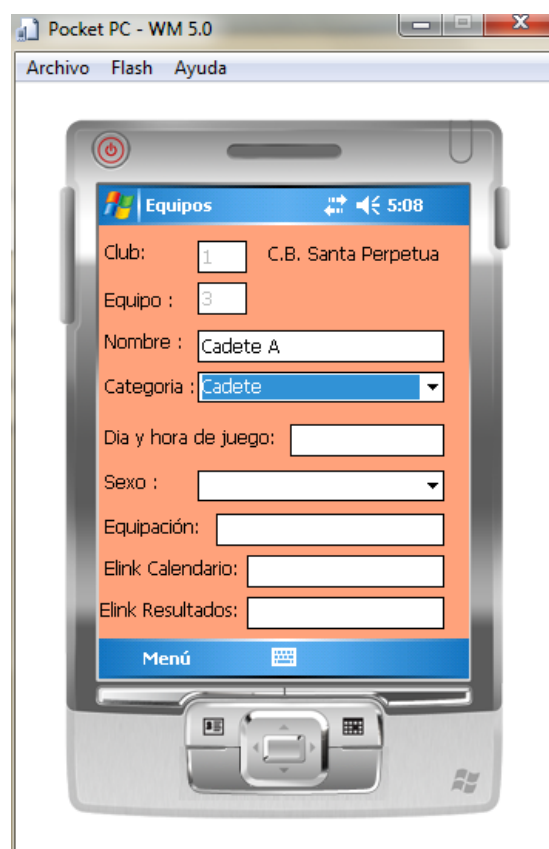 Pocket PC - WM 5.0
Archivo Flash Ayuda
Equipos 5:08
Club: 1 C.B. Santa Perpetua
Equipo : 3
Nombre : Cadete A
Categoria : Cadete
Dia y hora de juego:
Sexo :
Equipación:
Elink Calendario:
Elink Resultados:
Menú